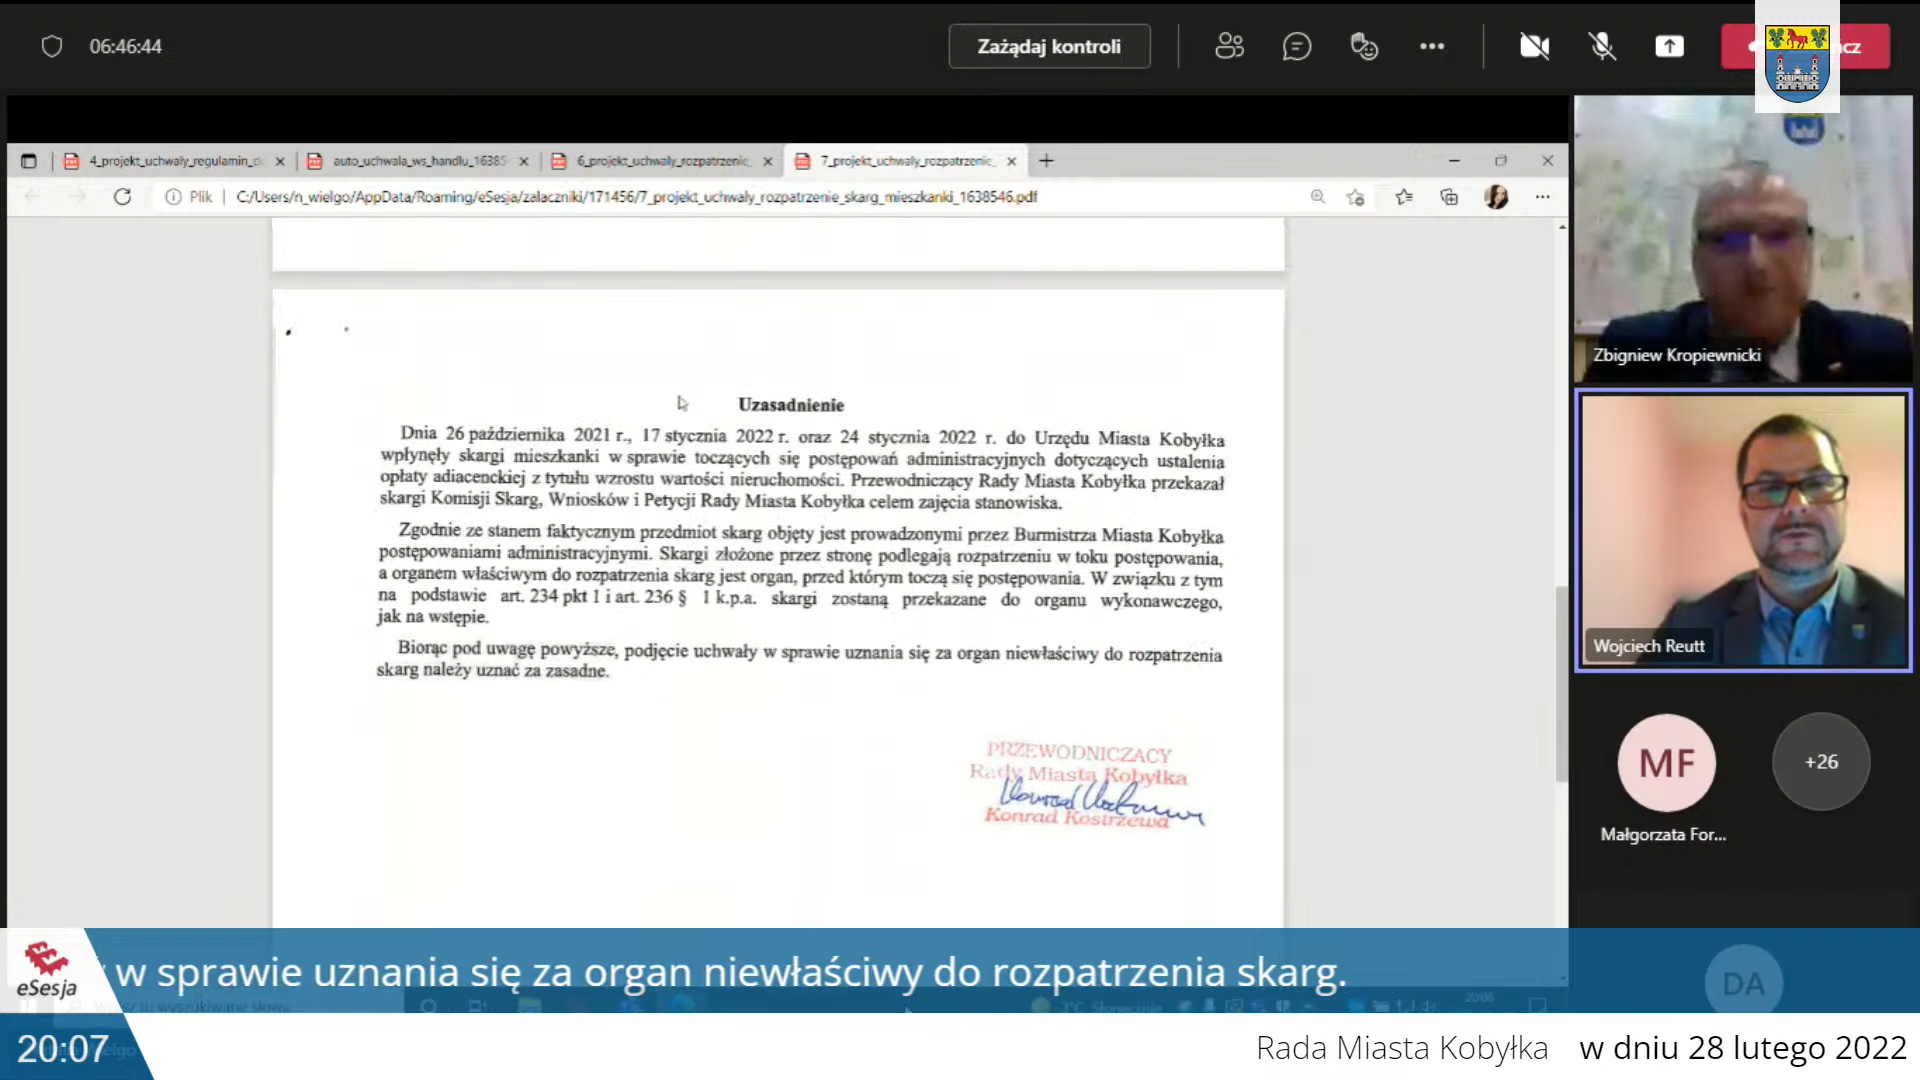 06:46:44
Zażądaj kontroli
4_projekt_uchwaly_regulamin_
auto_uchwala_ws_handlu_16385
6_projekt_uchwaly_rozpatrzenie_
7_projekt_uchwaly_rozpatrzenie_
Plik
C:/Users/n_wielgo/AppData/Roaming/eSesja/zalaczniki/171456/7_projekt_uchwaly_rozpatrzenie_skarg_mieszkanki_1638546.pdf
Uzasadnienie
Dnia 26 października 2021 r., 17 stycznia 2022 r. oraz 24 stycznia 2022 r. do Urzędu Miasta Kobyłka
wpłynęły skargi mieszkanki w sprawie toczących się postępowań administracyjnych dotyczących ustalenia
opłaty adiacenckiej z tytułu wzrostu wartości nieruchomości. Przewodniczący Rady Miasta Kobyłka przekazał
skargi Komisji Skarg, Wniosków i Petycji Rady Miasta Kobyłka celem zajęcia stanowiska.
Zgodnie ze stanem faktycznym przedmiot skarg objęty jest prowadzonymi przez Burmistrza Miasta Kobyłka
postępowaniami administracyjnymi. Skargi złożone przez stronę podlegają rozpatrzeniu w toku postępowania,
a organem właściwym do rozpatrzenia skarg jest organ, przed którym toczą się postępowania. W związku z tym
na podstawie art. 234 pkt 1 i art. 236 § 1 k.p.a. skargi zostaną przekazane do organu wykonawczego,
jak na wstępie.
Biorąc pod uwagę powyższe, podjęcie uchwały w sprawie uznania się za organ niewłaściwy do rozpatrzenia
skarg należy uznać za zasadne.
PRZEWODNICZĄCY
Rady Miasta Kobyłka
Konrad Kostrzewa
Zbigniew Kropiewnicki
Wojciech Reutt
MF
+26
Małgorzata For...
DA
eSesja
w sprawie uznania się za organ niewłaściwy do rozpatrzenia skarg.
20:07
Rada Miasta Kobyłka w dniu 28 lutego 2022